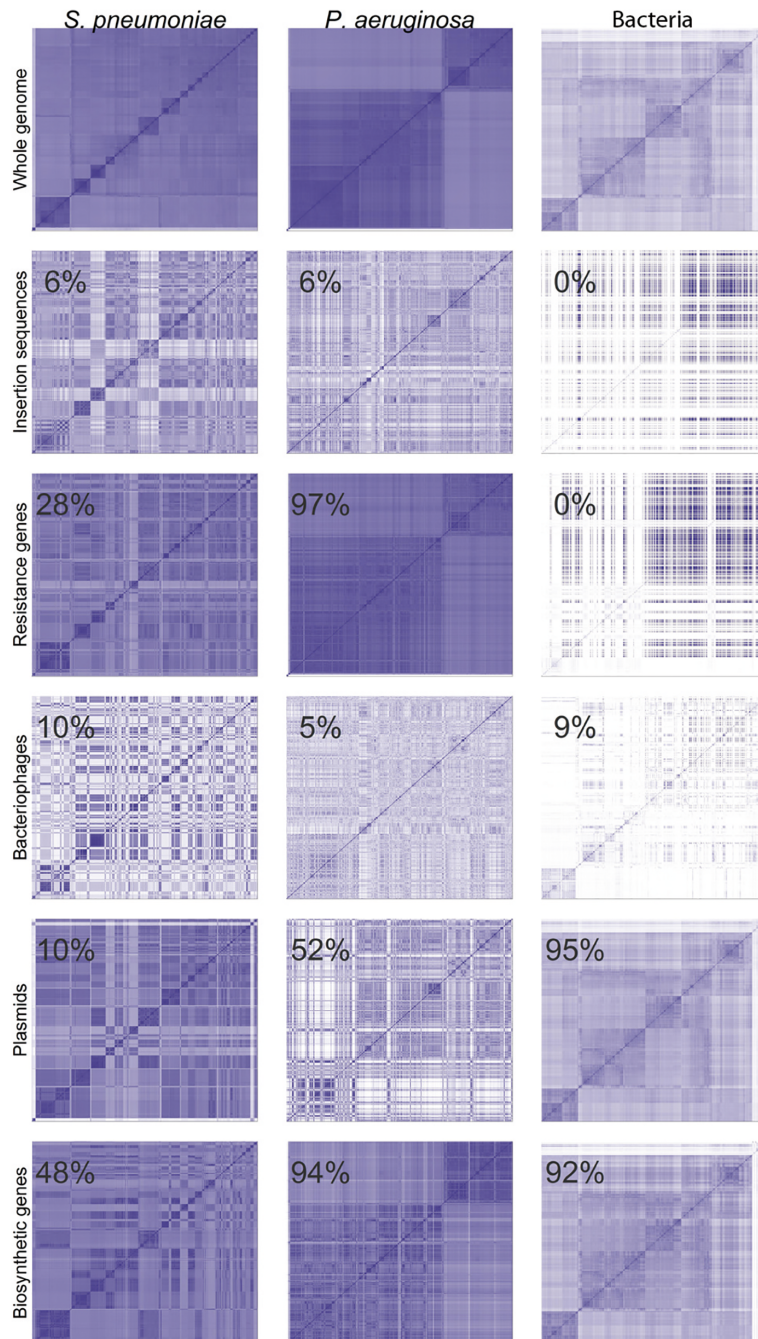 S. pneumoniae P. aeruginosa Bacteria
Whole genome
Insertion sequences 6% 6% 0%
Resistance genes 28% 97% 0%
Bacteriophages 10% 5% 9%
Plasmids 10% 52% 95%
Biosynthetic genes 48% 94% 92%